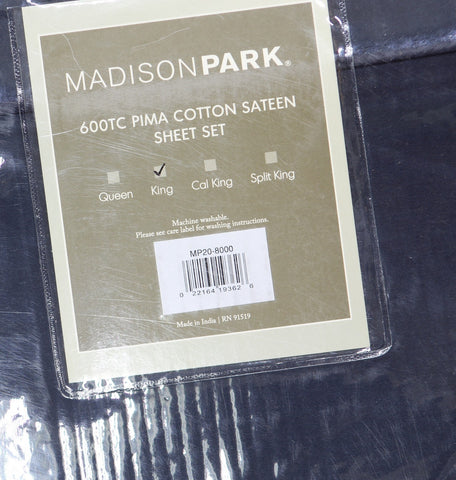 MADISONPARK®
600TC PIMA COTTON SATEEN
SHEET SET
Queen King Cal King Split King
Machine washable.
Please see care label for washing instructions.
MP20-8000
0 22164 19362 6
Made in India | RN 91519